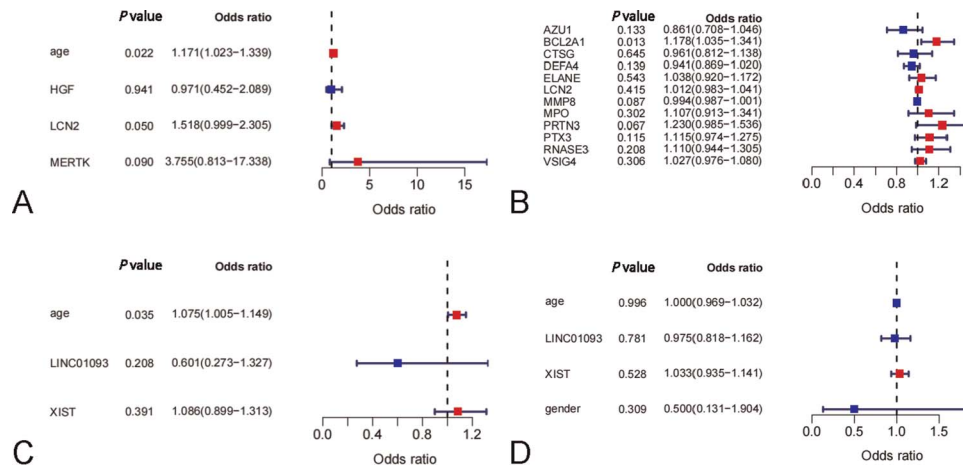 P value Odds ratio
age 0.022 1.171(1.023−1.339)
HGF 0.941 0.971(0.452−2.089)
LCN2 0.050 1.518(0.999−2.305)
MERTK 0.090 3.755(0.813−17.338)
0 5 10 15
Odds ratio
A
P value Odds ratio
AZU1 0.133 0.861(0.708−1.046)
BCL2A1 0.013 1.178(1.035−1.341)
CTSG 0.645 0.961(0.812−1.138)
DEFA4 0.139 0.941(0.869−1.020)
ELANE 0.543 1.038(0.920−1.172)
LCN2 0.415 1.012(0.983−1.041)
MMP8 0.087 0.994(0.987−1.001)
MPO 0.302 1.107(0.913−1.341)
PRTN3 0.067 1.230(0.985−1.536)
PTX3 0.115 1.115(0.974−1.275)
RNASE3 0.208 1.110(0.944−1.305)
VSIG4 0.306 1.027(0.976−1.080)
0.0 0.4 0.8 1.2
Odds ratio
B
P value Odds ratio
age 0.035 1.075(1.005−1.149)
LINC01093 0.208 0.601(0.273−1.327)
XIST 0.391 1.086(0.899−1.313)
0.0 0.4 0.8 1.2
Odds ratio
C
P value Odds ratio
age 0.996 1.000(0.969−1.032)
LINC01093 0.781 0.975(0.818−1.162)
XIST 0.528 1.033(0.935−1.141)
gender 0.309 0.500(0.131−1.904)
0.0 0.5 1.0 1.5
Odds ratio
D